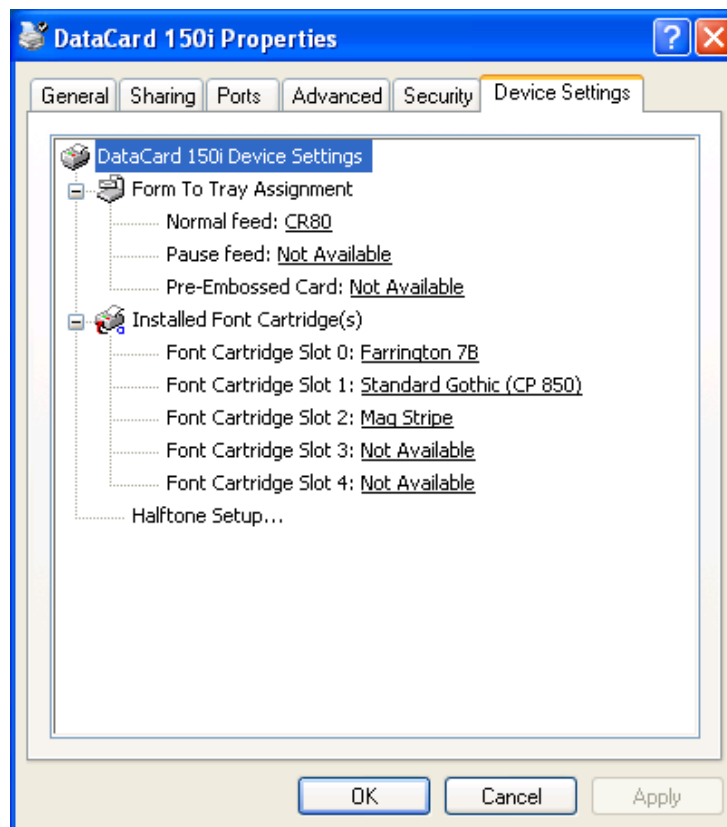 DataCard 150i Properties
General Sharing Ports Advanced Security Device Settings
DataCard 150i Device Settings
Form To Tray Assignment
Normal feed: CR80
Pause feed: Not Available
Pre-Embossed Card: Not Available
Installed Font Cartridge(s)
Font Cartridge Slot 0: Farrington 7B
Font Cartridge Slot 1: Standard Gothic (CP 850)
Font Cartridge Slot 2: Mag Stripe
Font Cartridge Slot 3: Not Available
Font Cartridge Slot 4: Not Available
Halftone Setup...
OK Cancel Apply